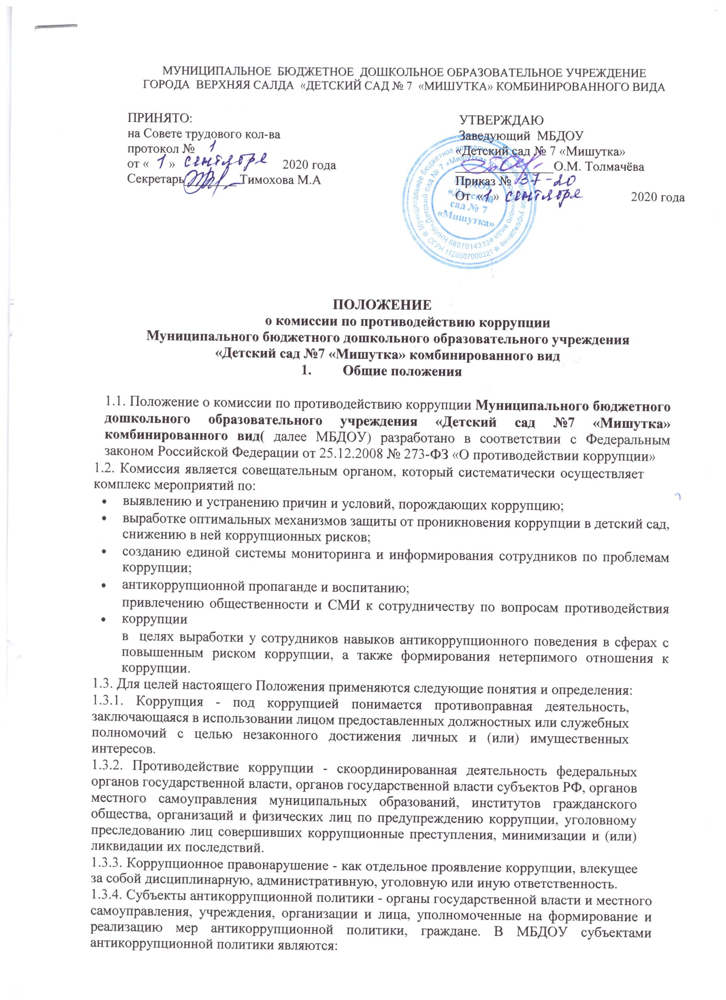 МУНИЦИПАЛЬНОЕ БЮДЖЕТНОЕ ДОШКОЛЬНОЕ ОБРАЗОВАТЕЛЬНОЕ УЧРЕЖДЕНИЕ
ГОРОДА ВЕРХНЯЯ САЛДА «ДЕТСКИЙ САД № 7 «МИШУТКА» КОМБИНИРОВАННОГО ВИДА
ПРИНЯТО:
на Совете трудового кол-ва
протокол № 1
от « 1 » сентября 2020 года
Секретарь________Тимохова М.А
УТВЕРЖДАЮ
Заведующий МБДОУ
«Детский сад № 7 «Мишутка»
_______________О.М. Толмачёва
Приказ № 37-20
От «1» сентября 2020 года
Муниципальное бюджетное дошкольное образовательное учреждение * ОГРН 1126607000321 *
«Детский сад № 7 «Мишутка» комбинированного вида» * ИНН 6607014333 *
МБДОУ
«Детский
сад № 7
«Мишутка»
ПОЛОЖЕНИЕ
о комиссии по противодействию коррупции
Муниципального бюджетного дошкольного образовательного учреждения
«Детский сад №7 «Мишутка» комбинированного вид
1. Общие положения
1.1. Положение о комиссии по противодействию коррупции Муниципального бюджетного
дошкольного образовательного учреждения «Детский сад №7 «Мишутка»
комбинированного вид( далее МБДОУ) разработано в соответствии с Федеральным
законом Российской Федерации от 25.12.2008 № 273-ФЗ «О противодействии коррупции»
1.2. Комиссия является совещательным органом, который систематически осуществляет
комплекс мероприятий по:
• выявлению и устранению причин и условий, порождающих коррупцию;
• выработке оптимальных механизмов защиты от проникновения коррупции в детский сад,
снижению в ней коррупционных рисков;
• созданию единой системы мониторинга и информирования сотрудников по проблемам
коррупции;
• антикоррупционной пропаганде и воспитанию;
привлечению общественности и СМИ к сотрудничеству по вопросам противодействия
• коррупции
в целях выработки у сотрудников навыков антикоррупционного поведения в сферах с
повышенным риском коррупции, а также формирования нетерпимого отношения к
коррупции.
1.3. Для целей настоящего Положения применяются следующие понятия и определения:
1.3.1. Коррупция - под коррупцией понимается противоправная деятельность,
заключающаяся в использовании лицом предоставленных должностных или служебных
полномочий с целью незаконного достижения личных и (или) имущественных
интересов.
1.3.2. Противодействие коррупции - скоординированная деятельность федеральных
органов государственной власти, органов государственной власти субъектов РФ, органов
местного самоуправления муниципальных образований, институтов гражданского
общества, организаций и физических лиц по предупреждению коррупции, уголовному
преследованию лиц совершивших коррупционные преступления, минимизации и (или)
ликвидации их последствий.
1.3.3. Коррупционное правонарушение - как отдельное проявление коррупции, влекущее
за собой дисциплинарную, административную, уголовную или иную ответственность.
1.3.4. Субъекты антикоррупционной политики - органы государственной власти и местного
самоуправления, учреждения, организации и лица, уполномоченные на формирование и
реализацию мер антикоррупционной политики, граждане. В МБДОУ субъектами
антикоррупционной политики являются: